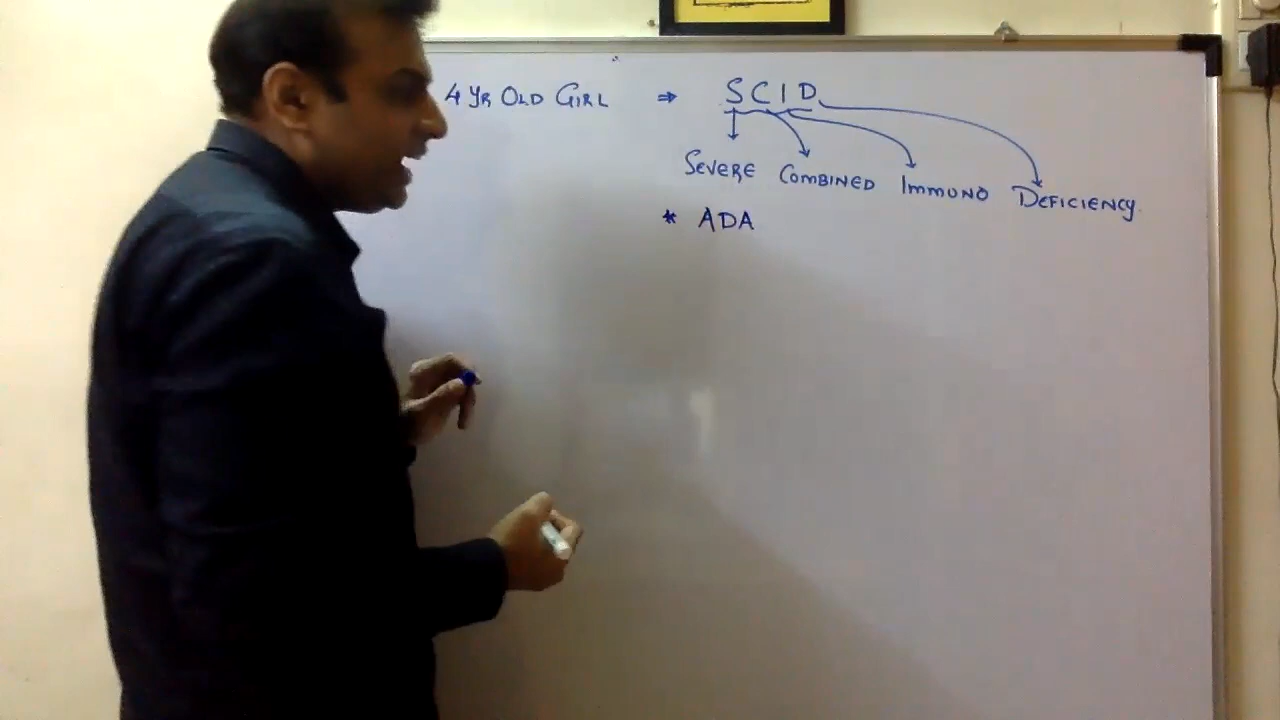 4 Yr Old Girl ⇒ SCID
Severe Combined Immuno Deficiency
* ADA